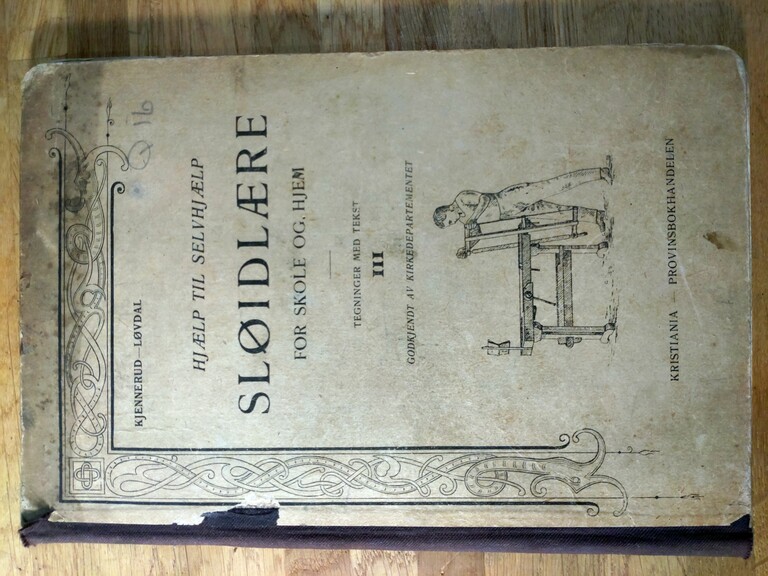 KJENNERUD—LØVDAL
HJÆLP TIL SELVHJÆLP
SLØIDLÆRE
FOR SKOLE OG HJEM
TEGNINGER MED TEKST
III
GODKJENDT AV KIRKEDEPARTEMENTET
KRISTIANIA — PROVINSBOKHANDELEN